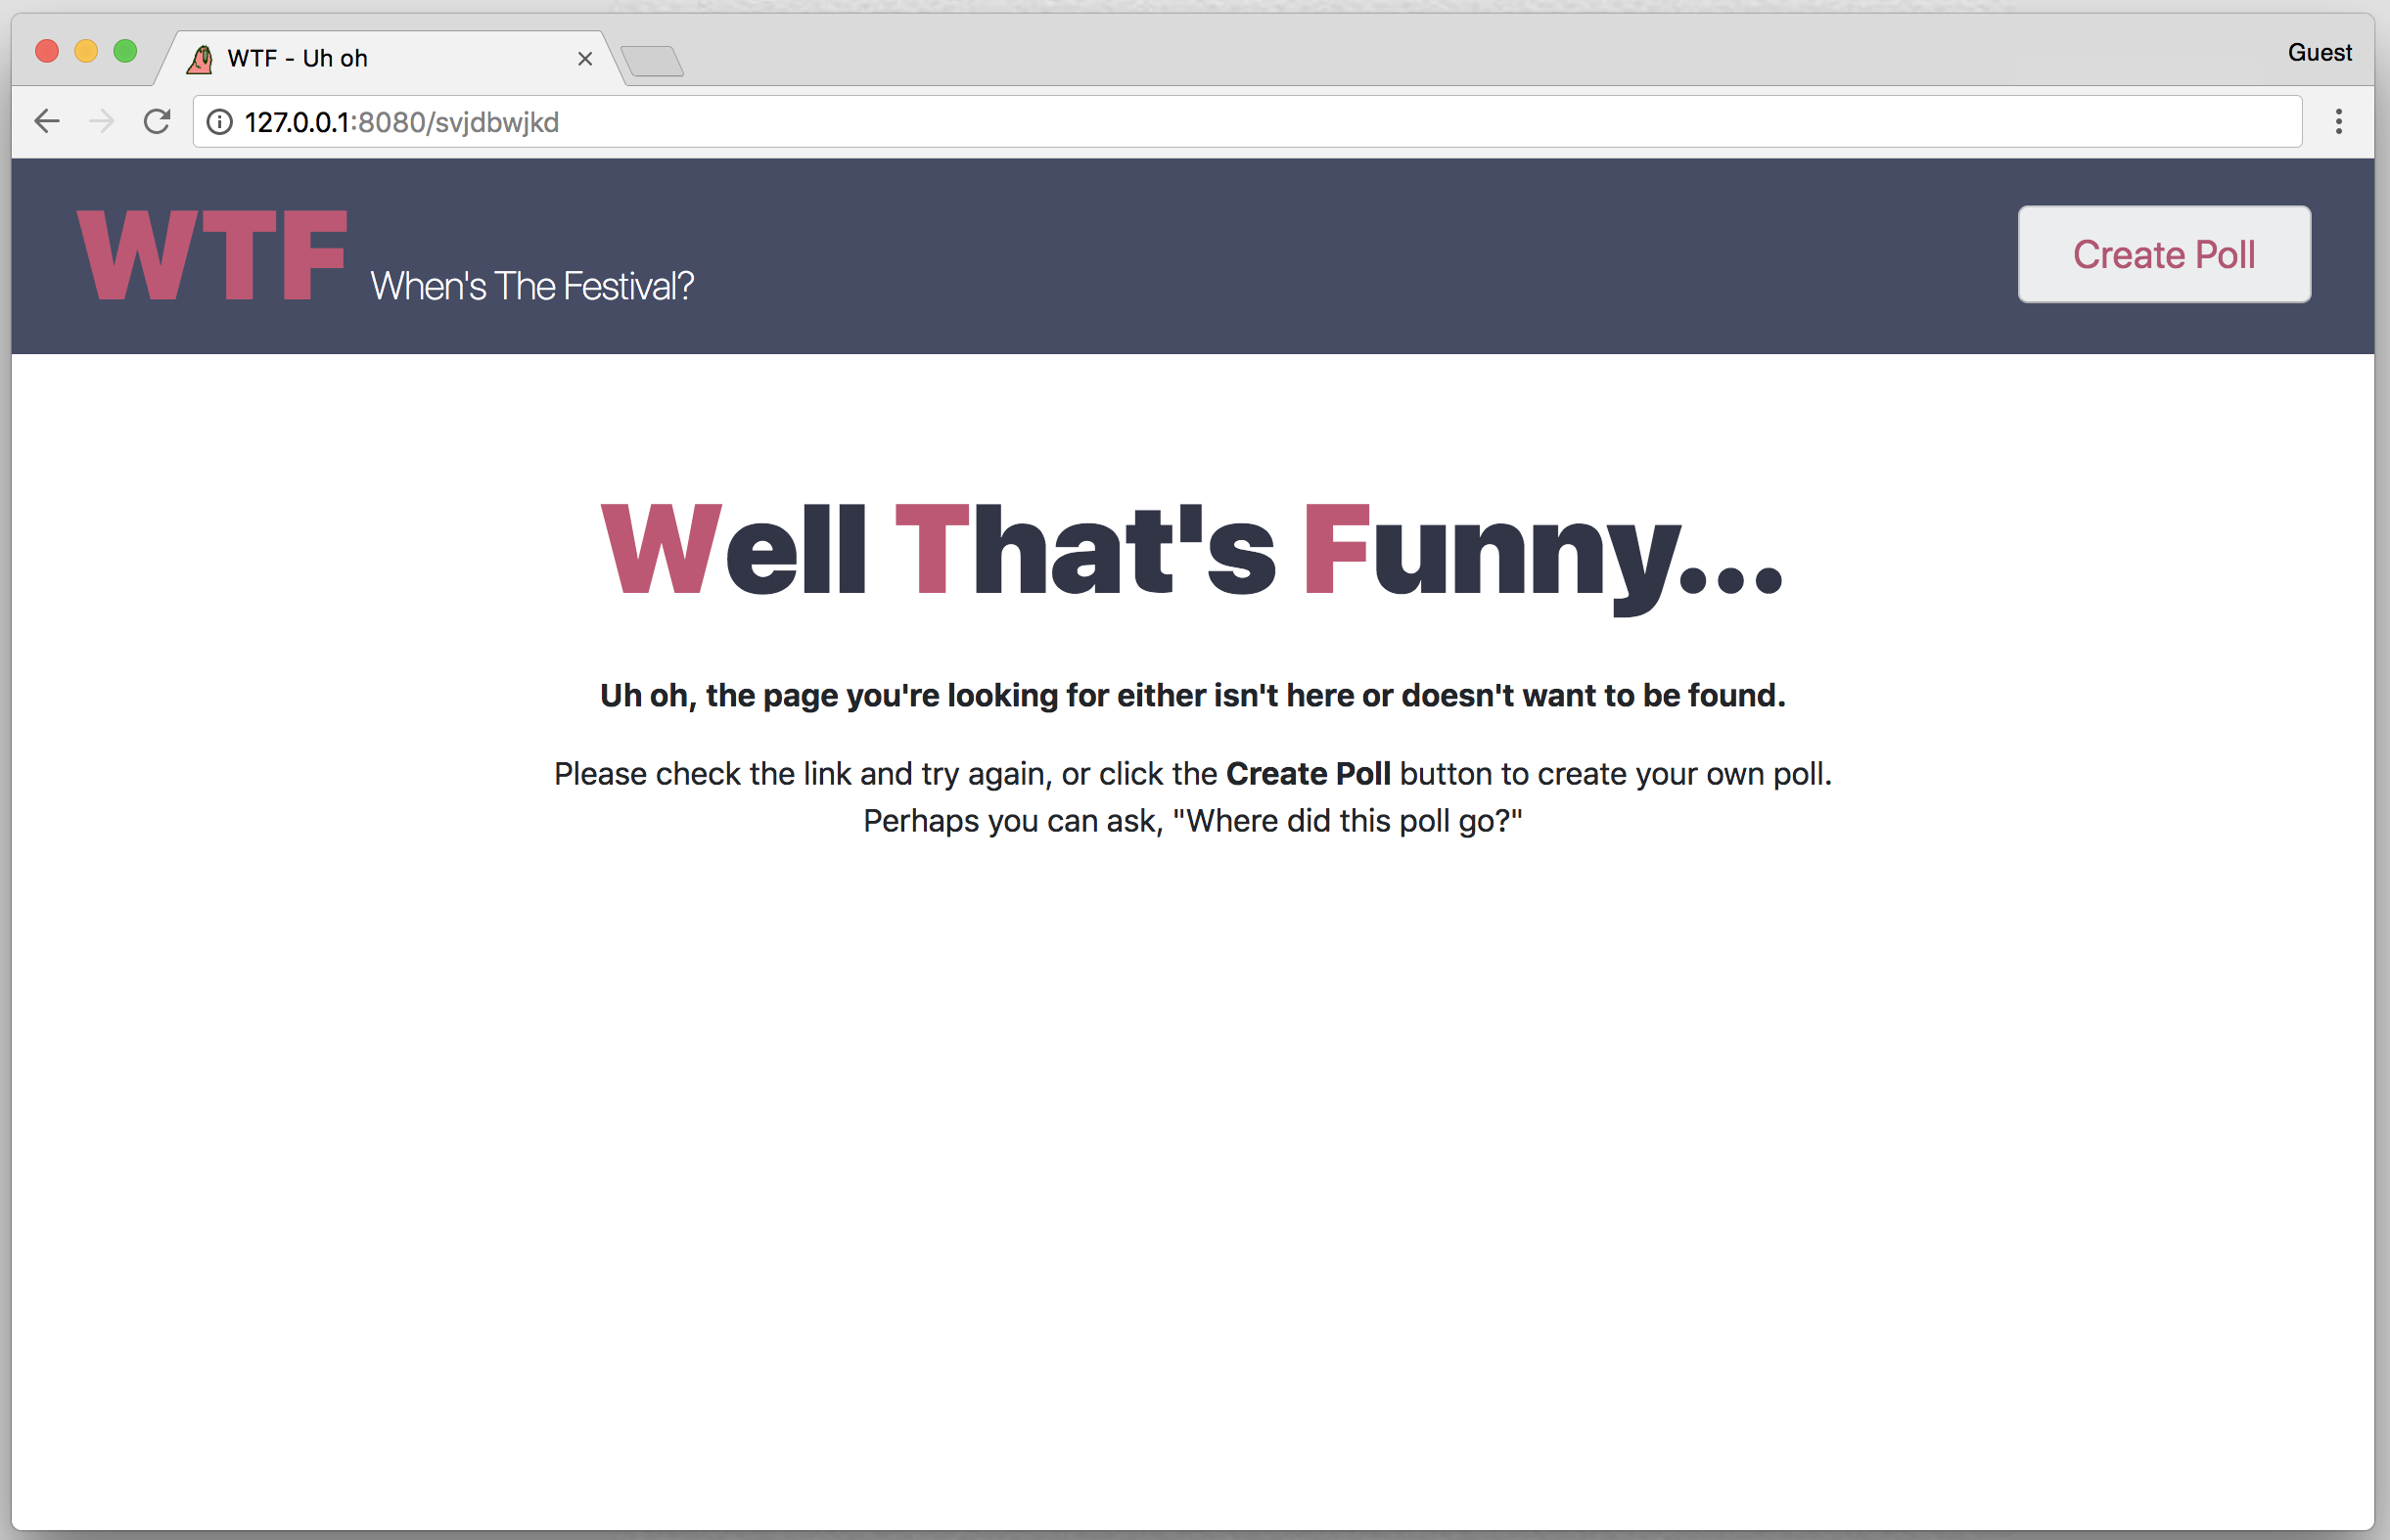 WTF - Uh oh
Guest
127.0.0.1:8080/svjdbwjkd
WTF When's The Festival?
Create Poll
Well That's Funny...
Uh oh, the page you're looking for either isn't here or doesn't want to be found.
Please check the link and try again, or click the Create Poll button to create your own poll.
Perhaps you can ask, "Where did this poll go?"